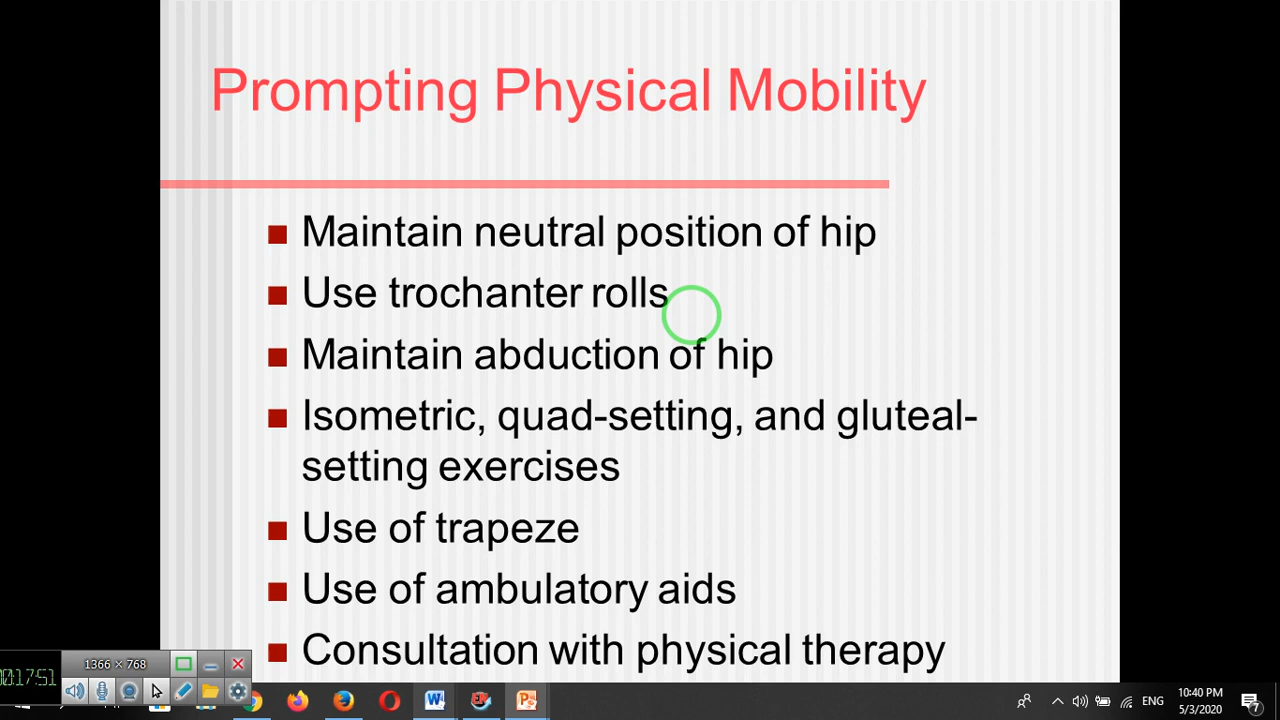 Prompting Physical Mobility
Maintain neutral position of hip
Use trochanter rolls
Maintain abduction of hip
Isometric, quad-setting, and gluteal-
setting exercises
Use of trapeze
Use of ambulatory aids
Consultation with physical therapy
1366 × 768
ENG
10:40 PM
5/3/2020
7